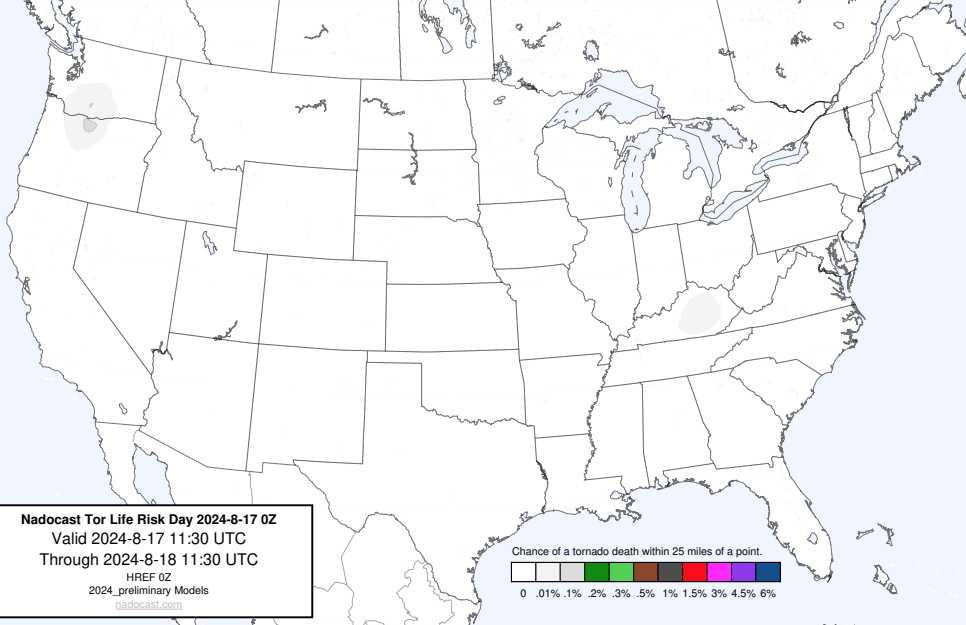 Nadocast Tor Life Risk Day 2024-8-17 0Z
Valid 2024-8-17 11:30 UTC
Through 2024-8-18 11:30 UTC
HREF 0Z
2024_preliminary Models
nadocast.com
Chance of a tornado death within 25 miles of a point.
0 .01% .1% .2% .3% .5% 1% 1.5% 3% 4.5% 6%